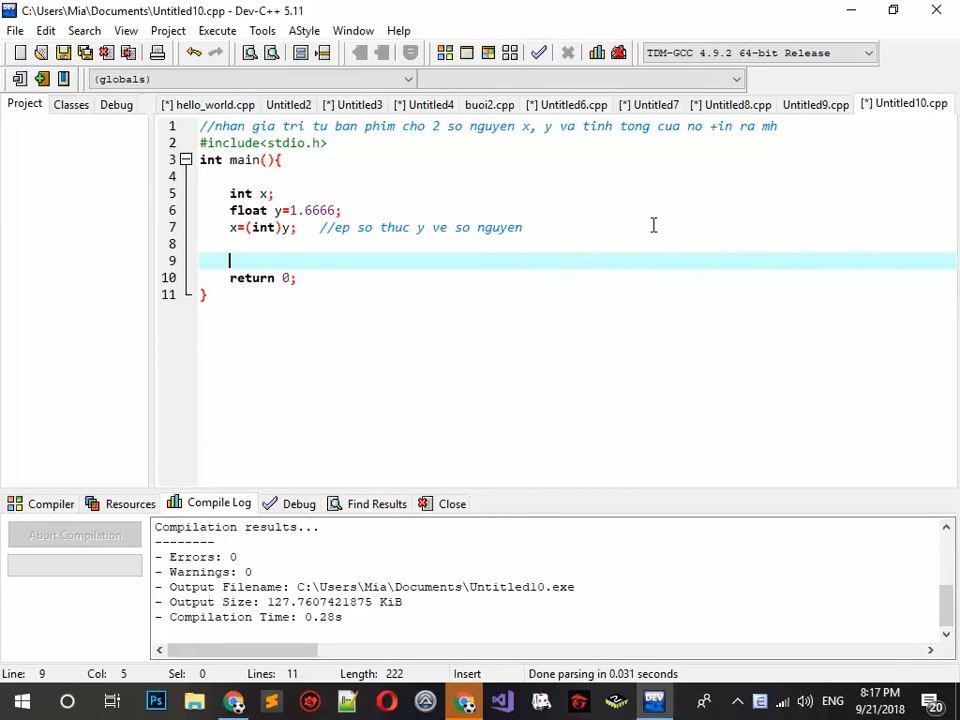 C:\Users\Mia\Documents\Untitled10.cpp - Dev-C++ 5.11
File Edit Search View Project Execute Tools AStyle Window Help
TDM-GCC 4.9.2 64-bit Release
(globals)
Project Classes Debug [*] hello_world.cpp Untitled2 [*] Untitled3 [*] Untitled4 buoi2.cpp [*] Untitled6.cpp [*] Untitled7 [*] Untitled8.cpp Untitled9.cpp [*] Untitled10.cpp
1 //nhan gia tri tu ban phim cho 2 so nguyen x, y va tinh tong cua no +in ra mh
2 #include<stdio.h>
3 int main(){
4
5 int x;
6 float y=1.6666;
7 x=(int)y; //ep so thuc y ve so nguyen
8
9
10 return 0;
11 }
Compiler Resources Compile Log Debug Find Results Close
Abort Compilation
Compilation results...
--------
- Errors: 0
- Warnings: 0
- Output Filename: C:\Users\Mia\Documents\Untitled10.exe
- Output Size: 127.7607421875 KiB
- Compilation Time: 0.28s
Line: 9 Col: 5 Sel: 0 Lines: 11 Length: 222 Insert Done parsing in 0.031 seconds
Ps ENG 8:17 PM
9/21/2018 20